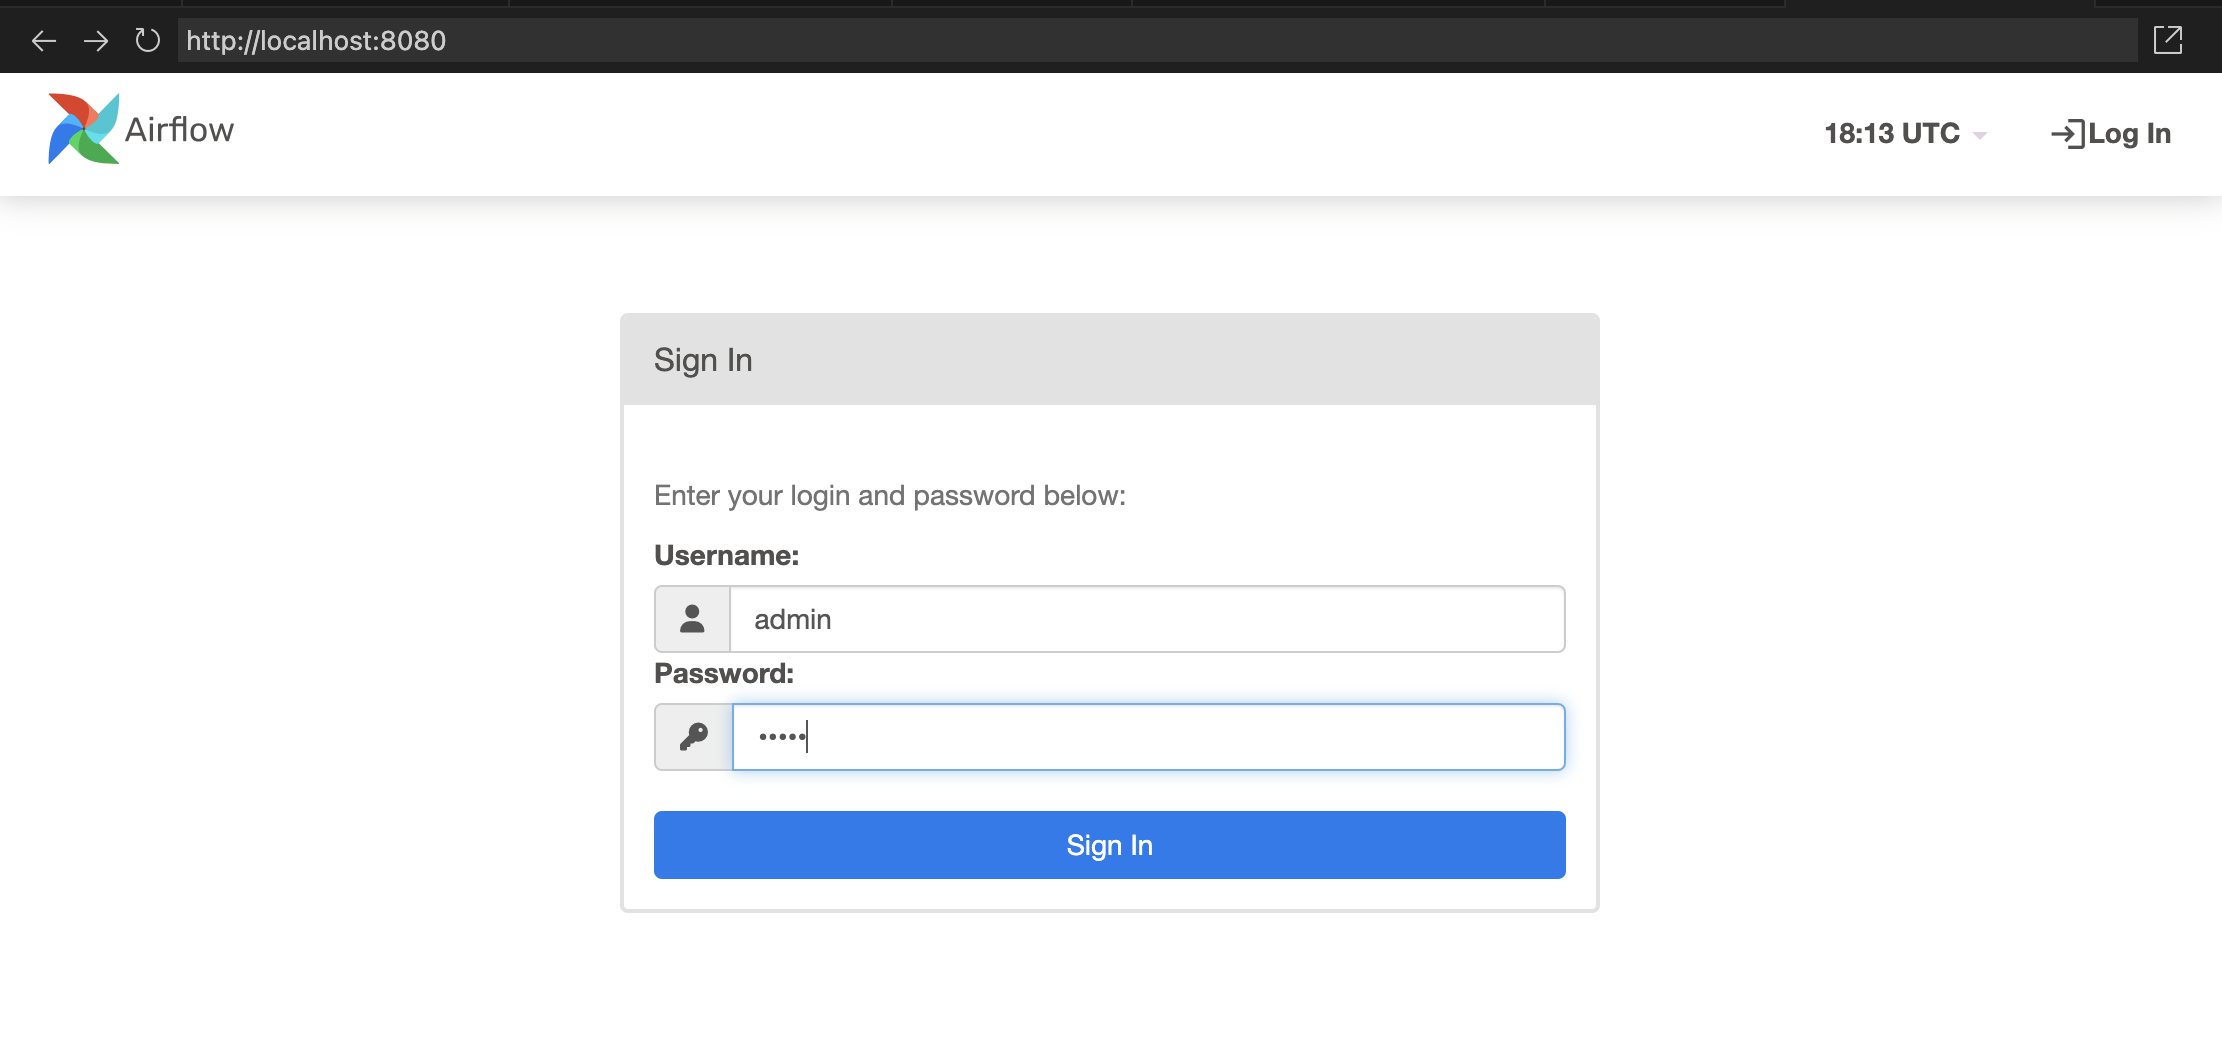 http://localhost:8080
Airflow
18:13 UTC
Log In
Sign In
Enter your login and password below:
Username:
admin
Password:
•••••
Sign In